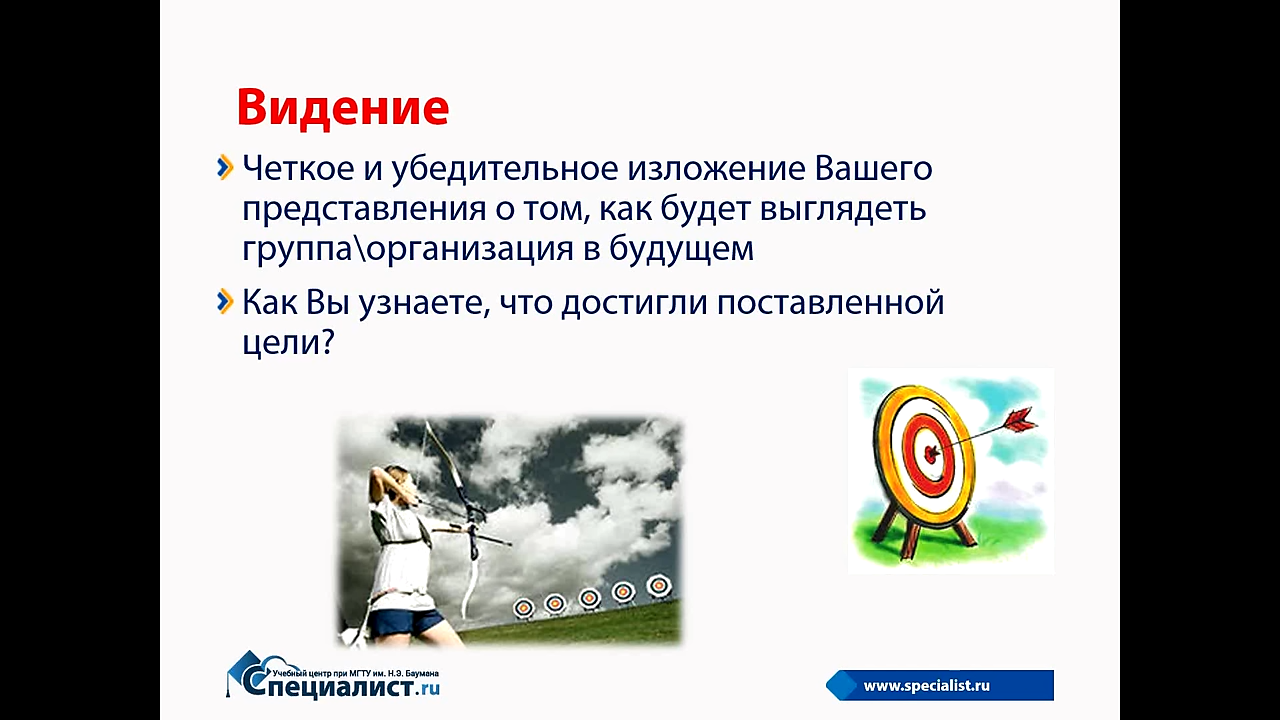 Видение
Четкое и убедительное изложение Вашего
представления о том, как будет выглядеть
группа\организация в будущем
Как Вы узнаете, что достигли поставленной
цели?
Учебный центр при МГТУ им. Н.Э. Баумана
Специалист.ru
www.specialist.ru